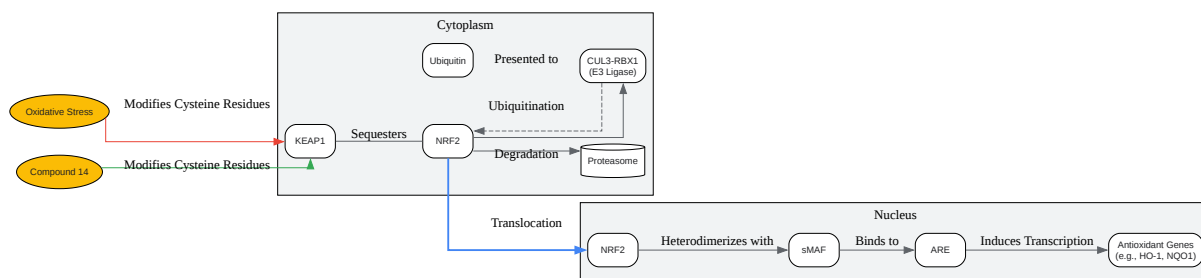 Cytoplasm
Ubiquitin
Presented to
CUL3-RBX1
(E3 Ligase)
Oxidative Stress
Modifies Cysteine Residues
Ubiquitination
KEAP1
Sequesters
NRF2
Degradation
Proteasome
Compound 14
Modifies Cysteine Residues
Translocation
Nucleus
NRF2
Heterodimerizes with
sMAF
Binds to
ARE
Induces Transcription
Antioxidant Genes
(e.g., HO-1, NQO1)